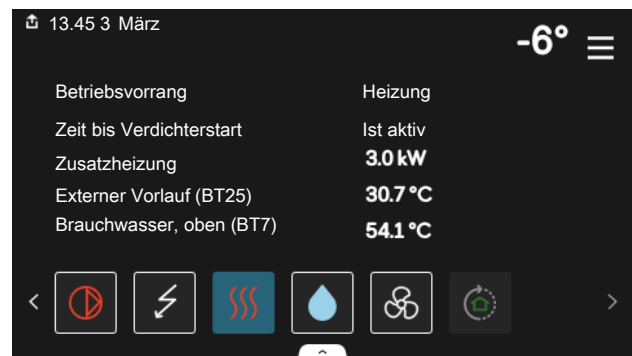 13.45 3 März
-6°
Betriebsvorrang Heizung
Zeit bis Verdichterstart Ist aktiv
Zusatzheizung 3.0 kW
Externer Vorlauf (BT25) 30.7 °C
Brauchwasser, oben (BT7) 54.1 °C